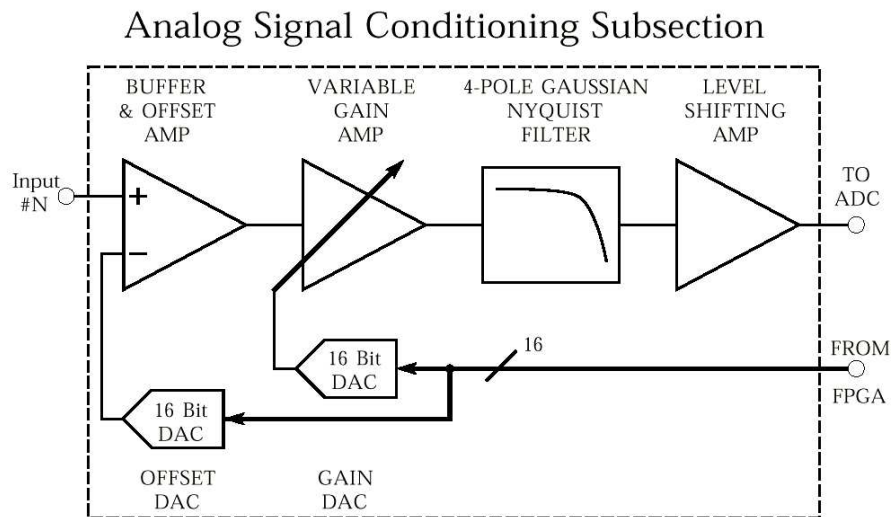 Analog Signal Conditioning Subsection
BUFFER
& OFFSET
AMP
VARIABLE
GAIN
AMP
4-POLE GAUSSIAN
NYQUIST
FILTER
LEVEL
SHIFTING
AMP
Input
#N
+
−
TO
ADC
16 Bit
DAC
16
FROM
FPGA
16 Bit
DAC
OFFSET
DAC
GAIN
DAC